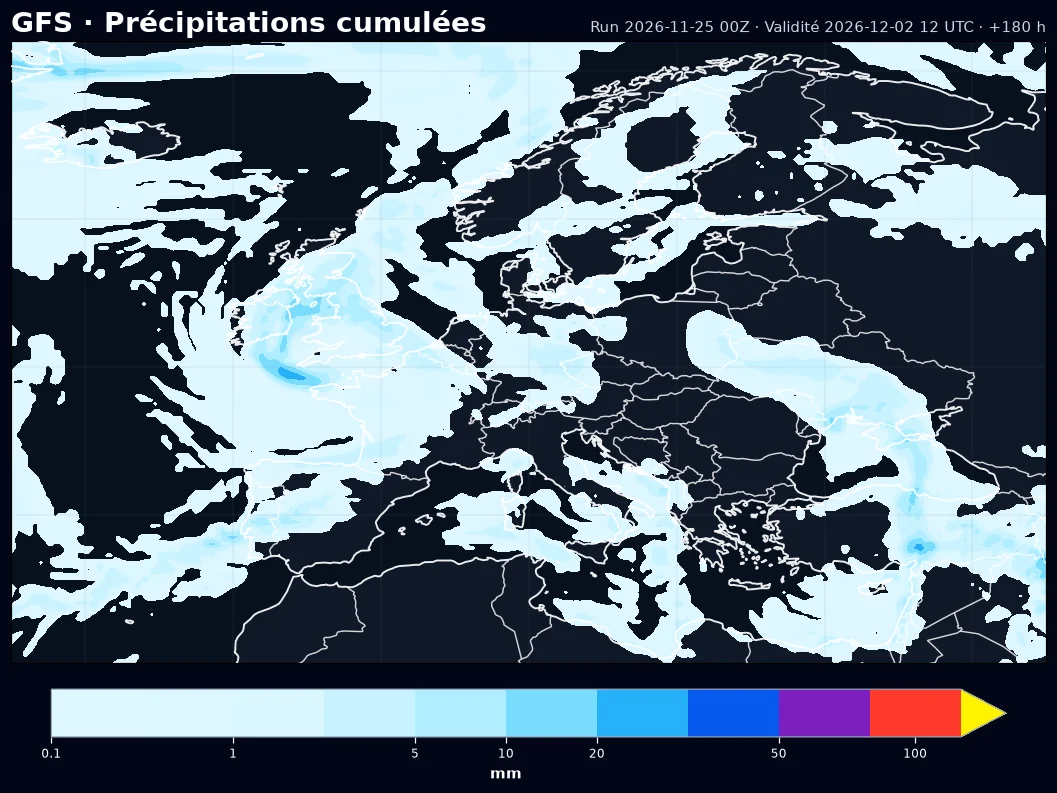 GFS · Précipitations cumulées
Run 2026-11-25 00Z · Validité 2026-12-02 12 UTC · +180 h
0.1 1 5 10 20 50 100
mm